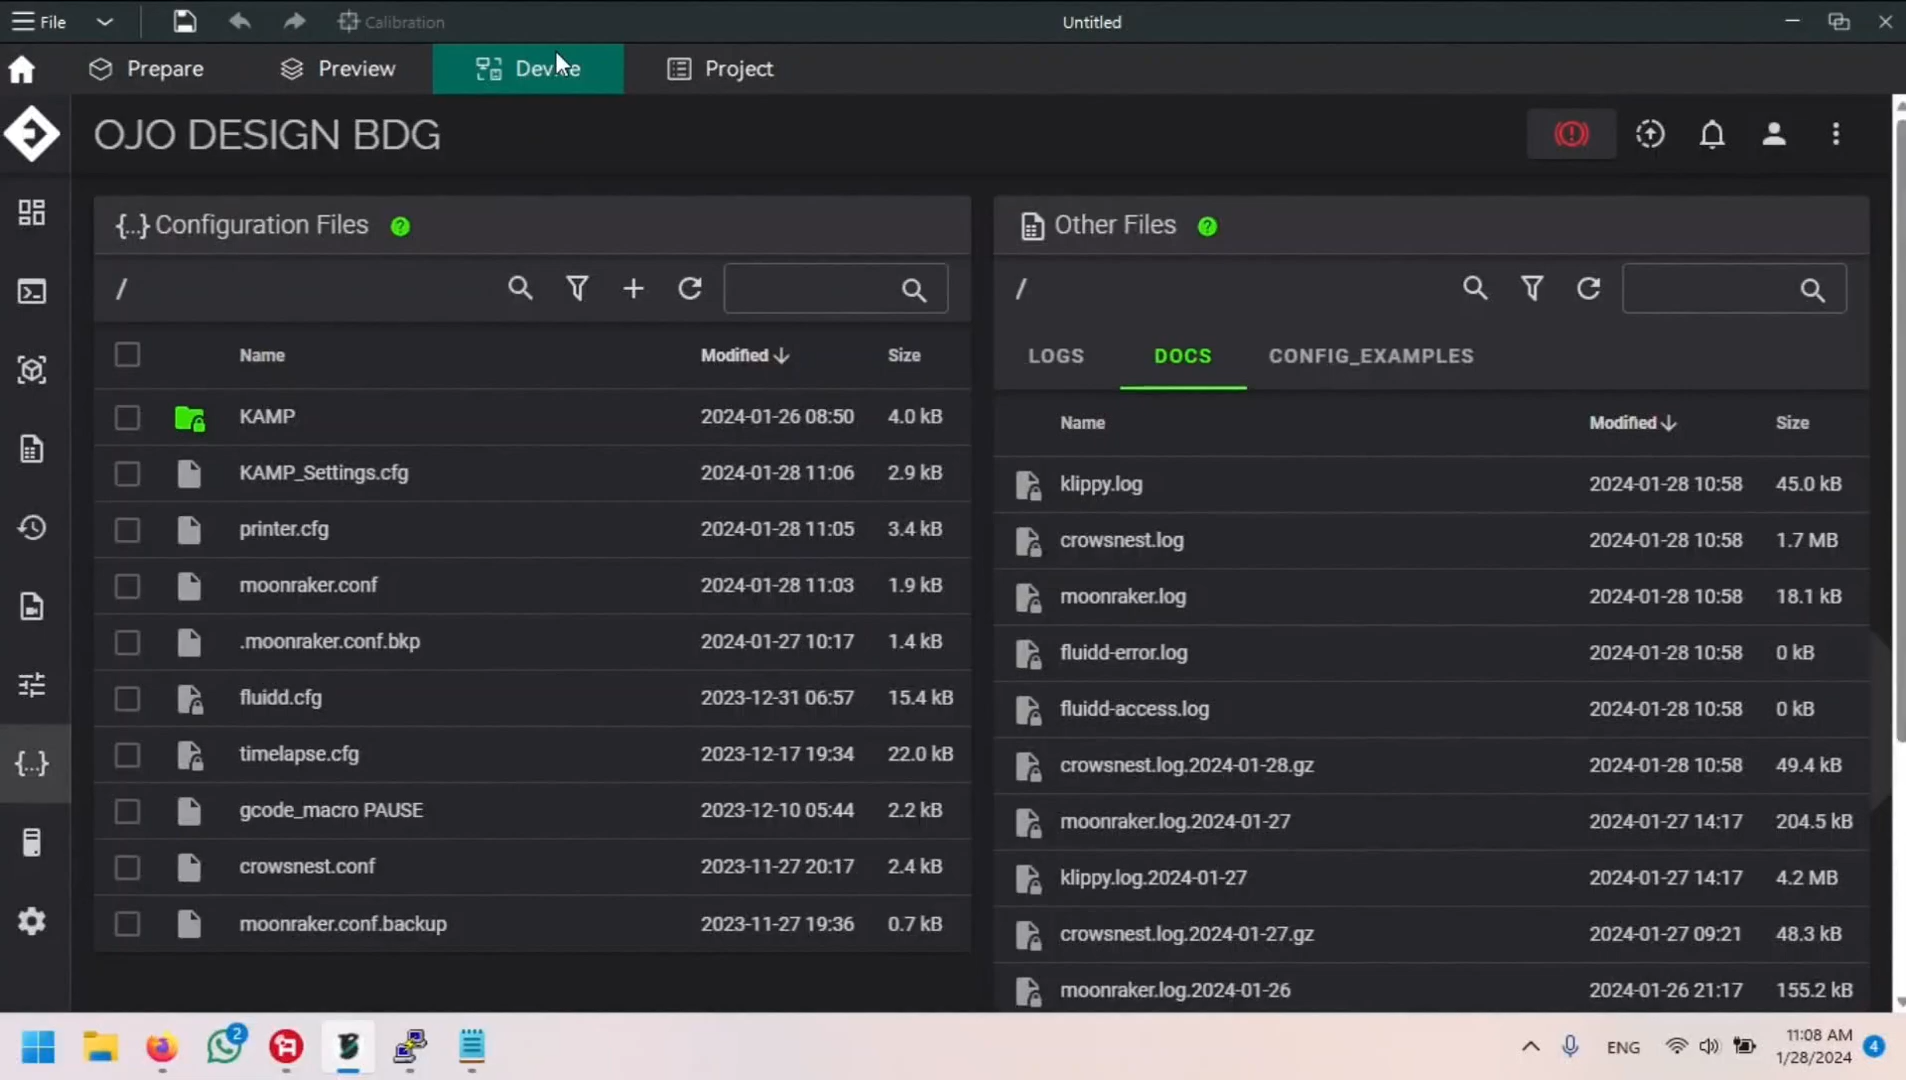 File
Calibration
Untitled
Prepare
Preview
Device
Project
OJO DESIGN BDG
{...} Configuration Files ?
Other Files ?
/
/
LOGS
DOCS
CONFIG_EXAMPLES
Name Modified Size
KAMP 2024-01-26 08:50 4.0 kB
KAMP_Settings.cfg 2024-01-28 11:06 2.9 kB
printer.cfg 2024-01-28 11:05 3.4 kB
moonraker.conf 2024-01-28 11:03 1.9 kB
.moonraker.conf.bkp 2024-01-27 10:17 1.4 kB
fluidd.cfg 2023-12-31 06:57 15.4 kB
timelapse.cfg 2023-12-17 19:34 22.0 kB
gcode_macro PAUSE 2023-12-10 05:44 2.2 kB
crowsnest.conf 2023-11-27 20:17 2.4 kB
moonraker.conf.backup 2023-11-27 19:36 0.7 kB
Name Modified Size
klippy.log 2024-01-28 10:58 45.0 kB
crowsnest.log 2024-01-28 10:58 1.7 MB
moonraker.log 2024-01-28 10:58 18.1 kB
fluidd-error.log 2024-01-28 10:58 0 kB
fluidd-access.log 2024-01-28 10:58 0 kB
crowsnest.log.2024-01-28.gz 2024-01-28 10:58 49.4 kB
moonraker.log.2024-01-27 2024-01-27 14:17 204.5 kB
klippy.log.2024-01-27 2024-01-27 14:17 4.2 MB
crowsnest.log.2024-01-27.gz 2024-01-27 09:21 48.3 kB
moonraker.log.2024-01-26 2024-01-26 21:17 155.2 kB
{...}
2
ENG
11:08 AM
1/28/2024
4